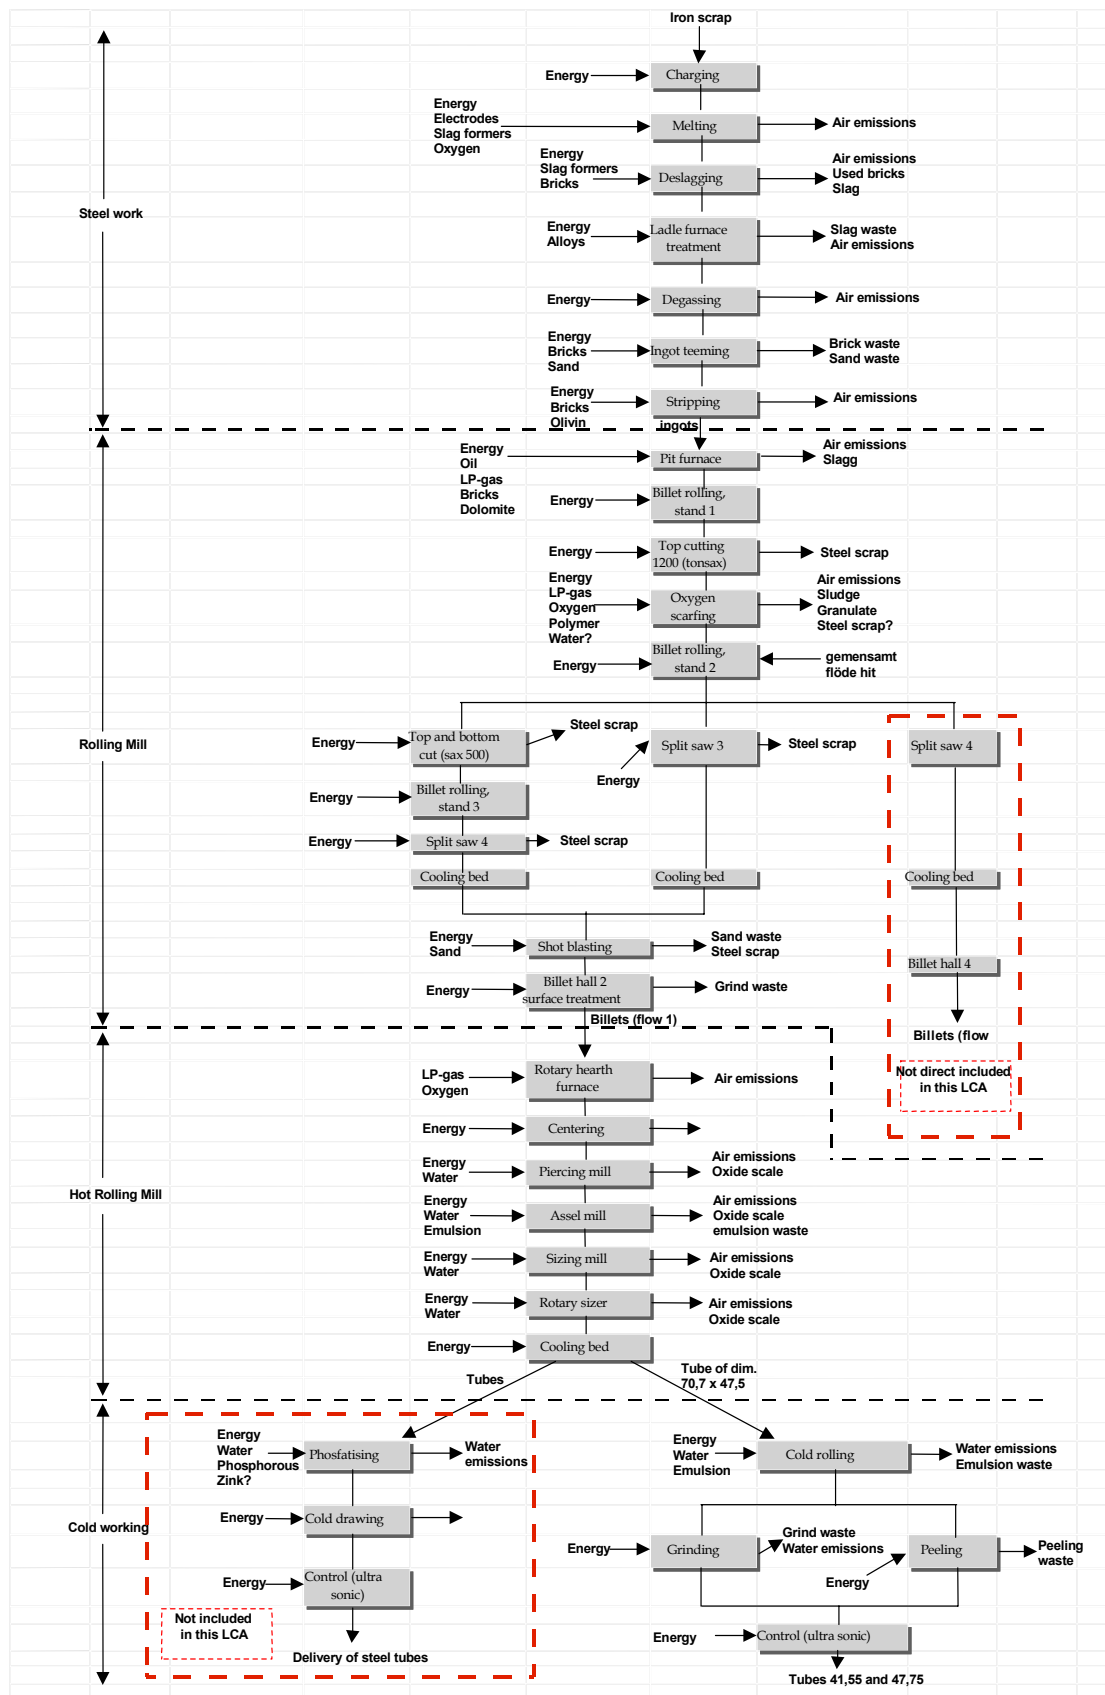 Iron scrap
Energy
Charging
Energy
Electrodes
Slag formers
Oxygen
Melting
Air emissions
Energy
Slag formers
Bricks
Deslagging
Air emissions
Used bricks
Slag
Steel work
Energy
Alloys
Ladle furnace
treatment
Slag waste
Air emissions
Energy
Degassing
Air emissions
Energy
Bricks
Sand
Ingot teeming
Brick waste
Sand waste
Energy
Bricks
Olivin
Stripping
Air emissions
ingots
Energy
Oil
LP-gas
Bricks
Dolomite
Pit furnace
Air emissions
Slagg
Energy
Billet rolling,
stand 1
Energy
Top cutting
1200 (tonsax)
Steel scrap
Energy
LP-gas
Oxygen
Polymer
Water?
Oxygen
scarfing
Air emissions
Sludge
Granulate
Steel scrap?
Energy
Billet rolling,
stand 2
gemensamt
flöde hit
Rolling Mill
Energy
Top and bottom
cut (sax 500)
Steel scrap
Energy
Split saw 3
Steel scrap
Split saw 4
Energy
Billet rolling,
stand 3
Energy
Split saw 4
Steel scrap
Cooling bed
Cooling bed
Cooling bed
Energy
Sand
Shot blasting
Sand waste
Steel scrap
Billet hall 4
Energy
Billet hall 2
surface treatment
Grind waste
Billets (flow 1)
Billets (flow
Not direct included
in this LCA
LP-gas
Oxygen
Rotary hearth
furnace
Air emissions
Energy
Centering
Hot Rolling Mill
Energy
Water
Piercing mill
Air emissions
Oxide scale
Energy
Water
Emulsion
Assel mill
Air emissions
Oxide scale
emulsion waste
Energy
Water
Sizing mill
Air emissions
Oxide scale
Energy
Water
Rotary sizer
Air emissions
Oxide scale
Energy
Cooling bed
Tubes
Tube of dim.
70,7 x 47,5
Cold working
Energy
Water
Phosphorous
Zink?
Phosfatising
Water
emissions
Energy
Water
Emulsion
Cold rolling
Water emissions
Emulsion waste
Energy
Cold drawing
Energy
Grinding
Grind waste
Water emissions
Energy
Peeling
Peeling
waste
Energy
Control (ultra
sonic)
Not included
in this LCA
Delivery of steel tubes
Energy
Control (ultra sonic)
Tubes 41,55 and 47,75